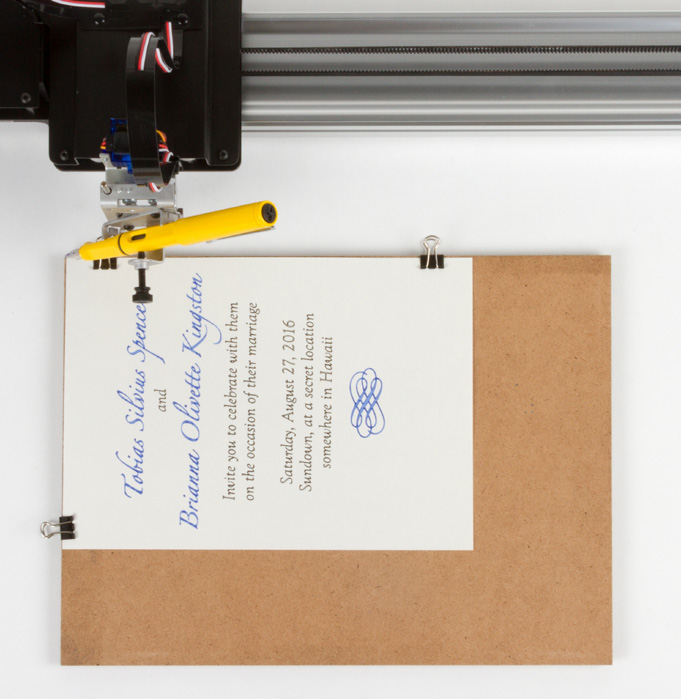 Tobias Silvius Spence
and
Brianna Olivette Kingston
Invite you to celebrate with them
on the occasion of their marriage
Saturday, August 27, 2016
Sundown, at a secret location
somewhere in Hawaii